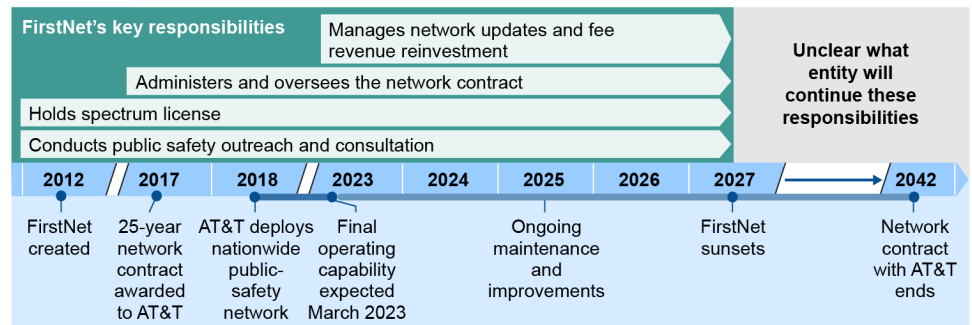 FirstNet's key responsibilities
Manages network updates and fee
revenue reinvestment
Administers and oversees the network contract
Holds spectrum license
Conducts public safety outreach and consultation
Unclear what
entity will
continue these
responsibilities
2012
2017
2018
2023
2024
2025
2026
2027
2042
FirstNet
created
25-year
network
contract
awarded
to AT&T
AT&T deploys
nationwide
public-
safety
network
Final
operating
capability
expected
March 2023
Ongoing
maintenance
and
improvements
FirstNet
sunsets
Network
contract
with AT&T
ends